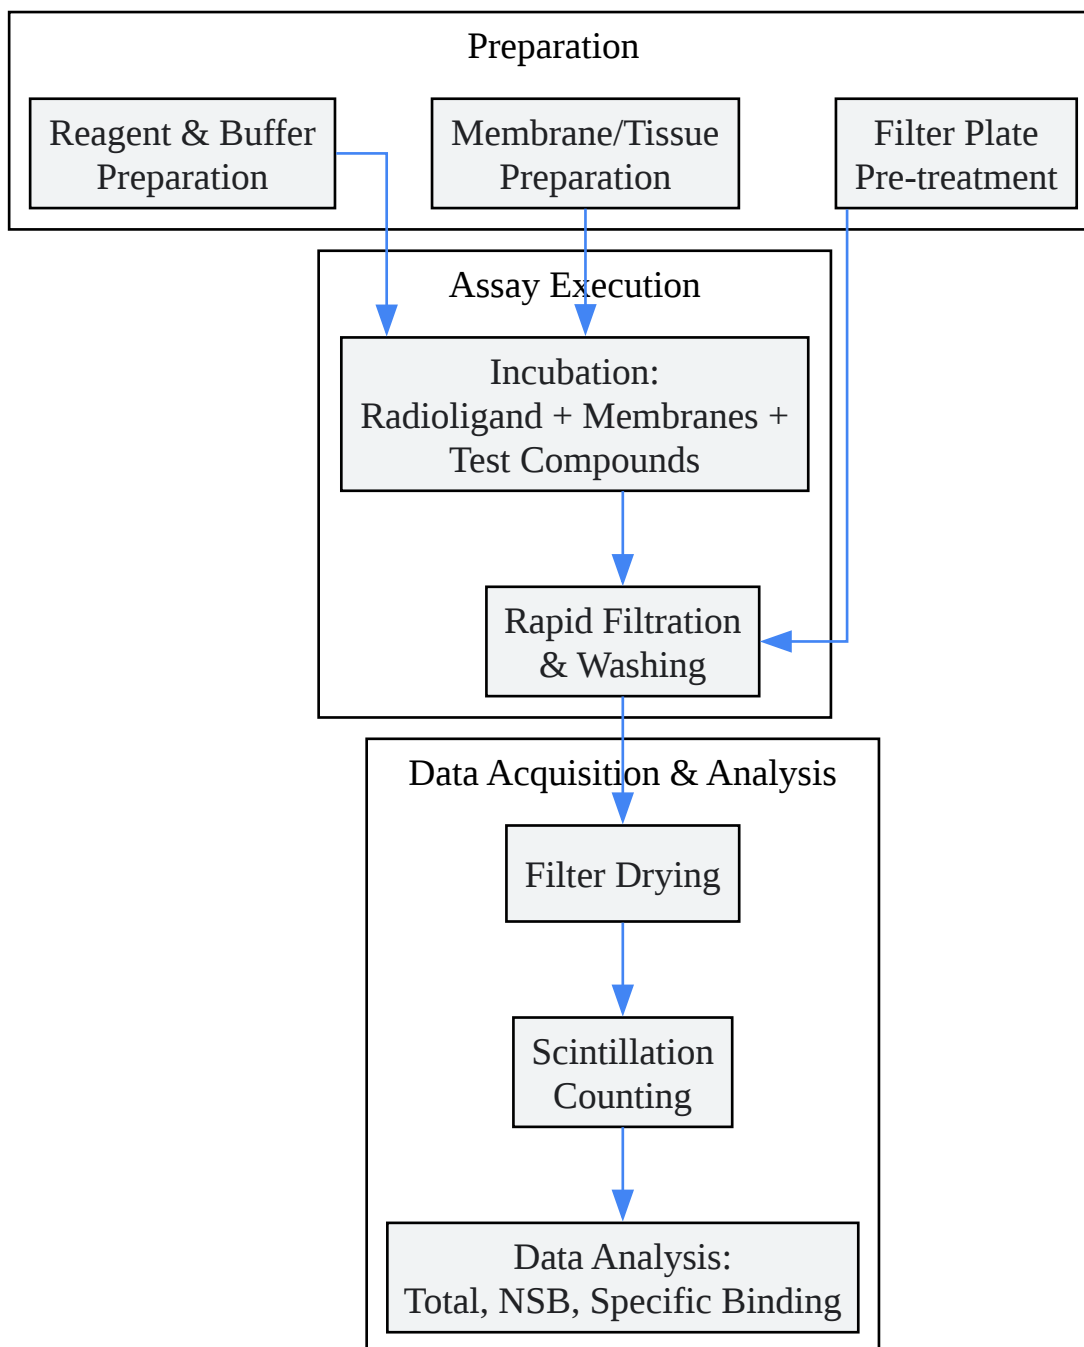 Preparation
Reagent & Buffer
Preparation
Membrane/Tissue
Preparation
Filter Plate
Pre-treatment
Assay Execution
Incubation:
Radioligand + Membranes +
Test Compounds
Rapid Filtration
& Washing
Data Acquisition & Analysis
Filter Drying
Scintillation
Counting
Data Analysis:
Total, NSB, Specific Binding